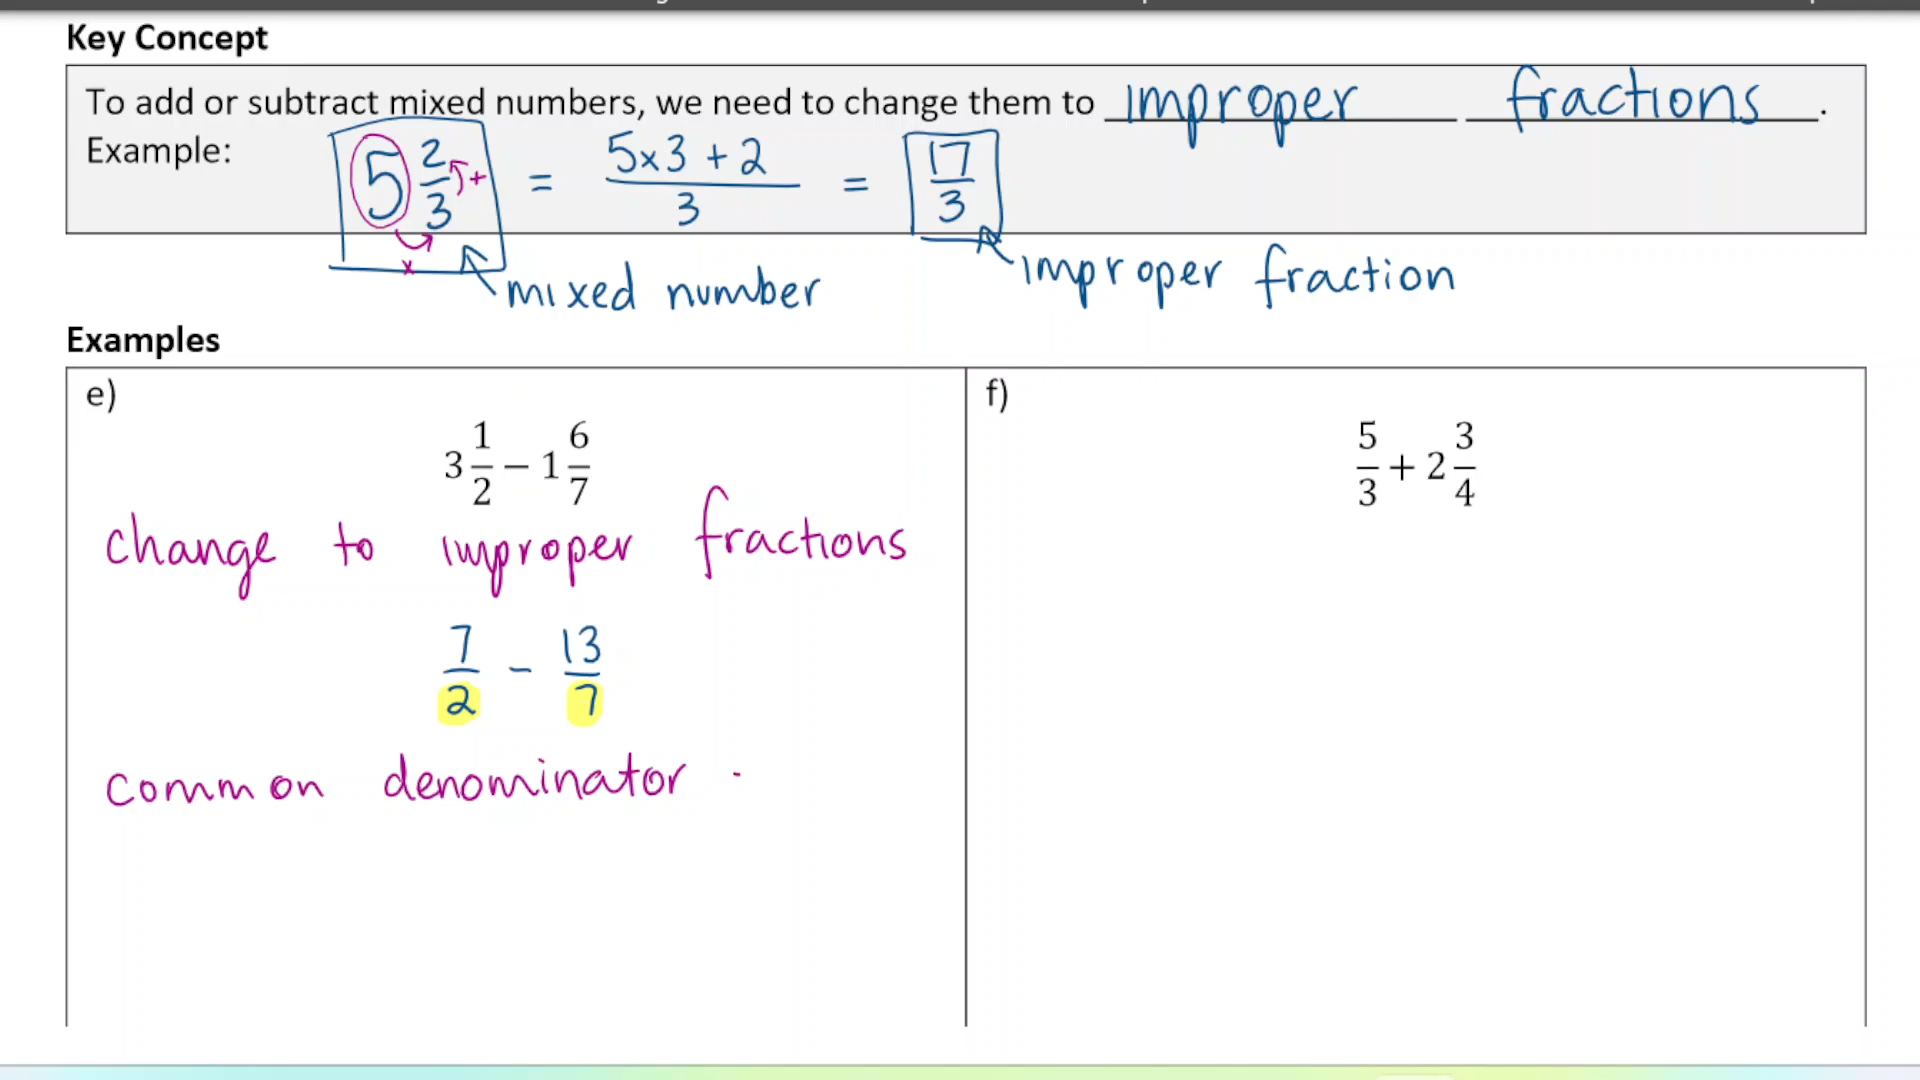 Key Concept
To add or subtract mixed numbers, we need to change them to improper fractions.
Example: 5 2/3 = (5x3 + 2)/3 = 17/3
+
x
mixed number
improper fraction
Examples
e)
3 1/2 − 1 6/7
change to improper fractions
7/2 - 13/7
common denominator
f)
5/3 + 2 3/4